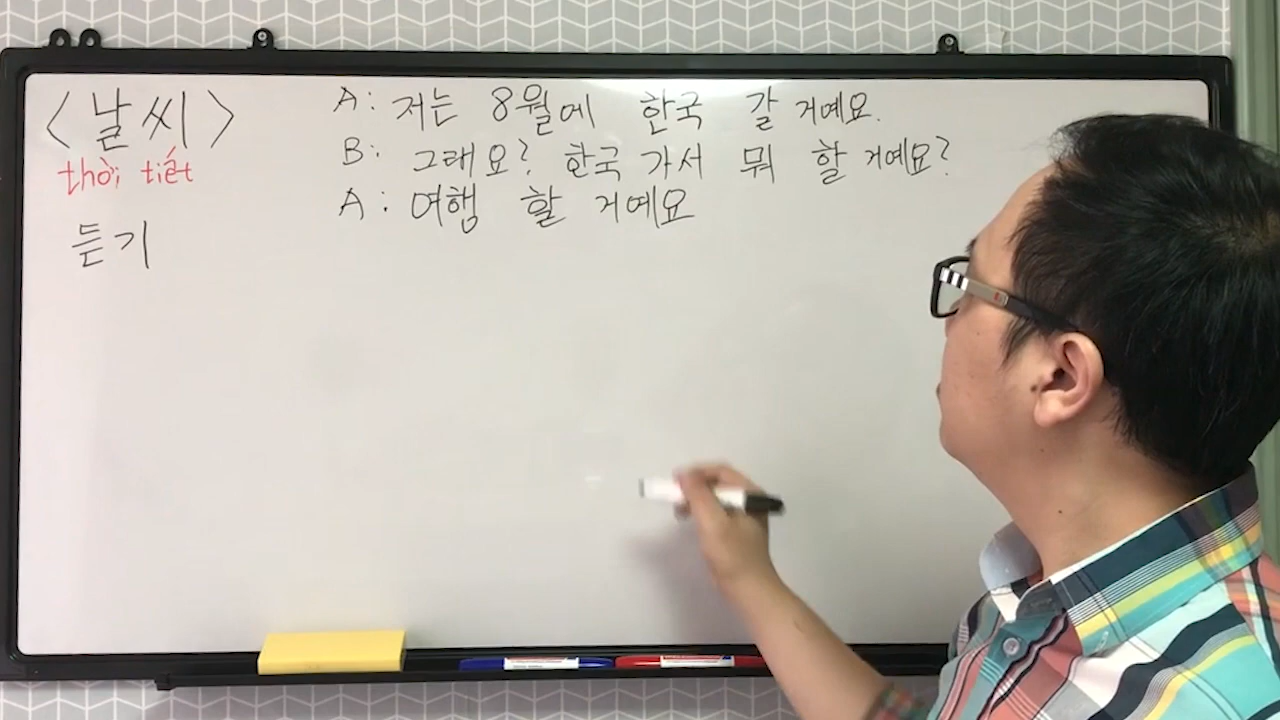 <날씨>
thời tiết
듣기
A: 저는 8월에 한국 갈 거예요.
B: 그래요? 한국 가서 뭐 할 거예요?
A: 여행 할 거예요